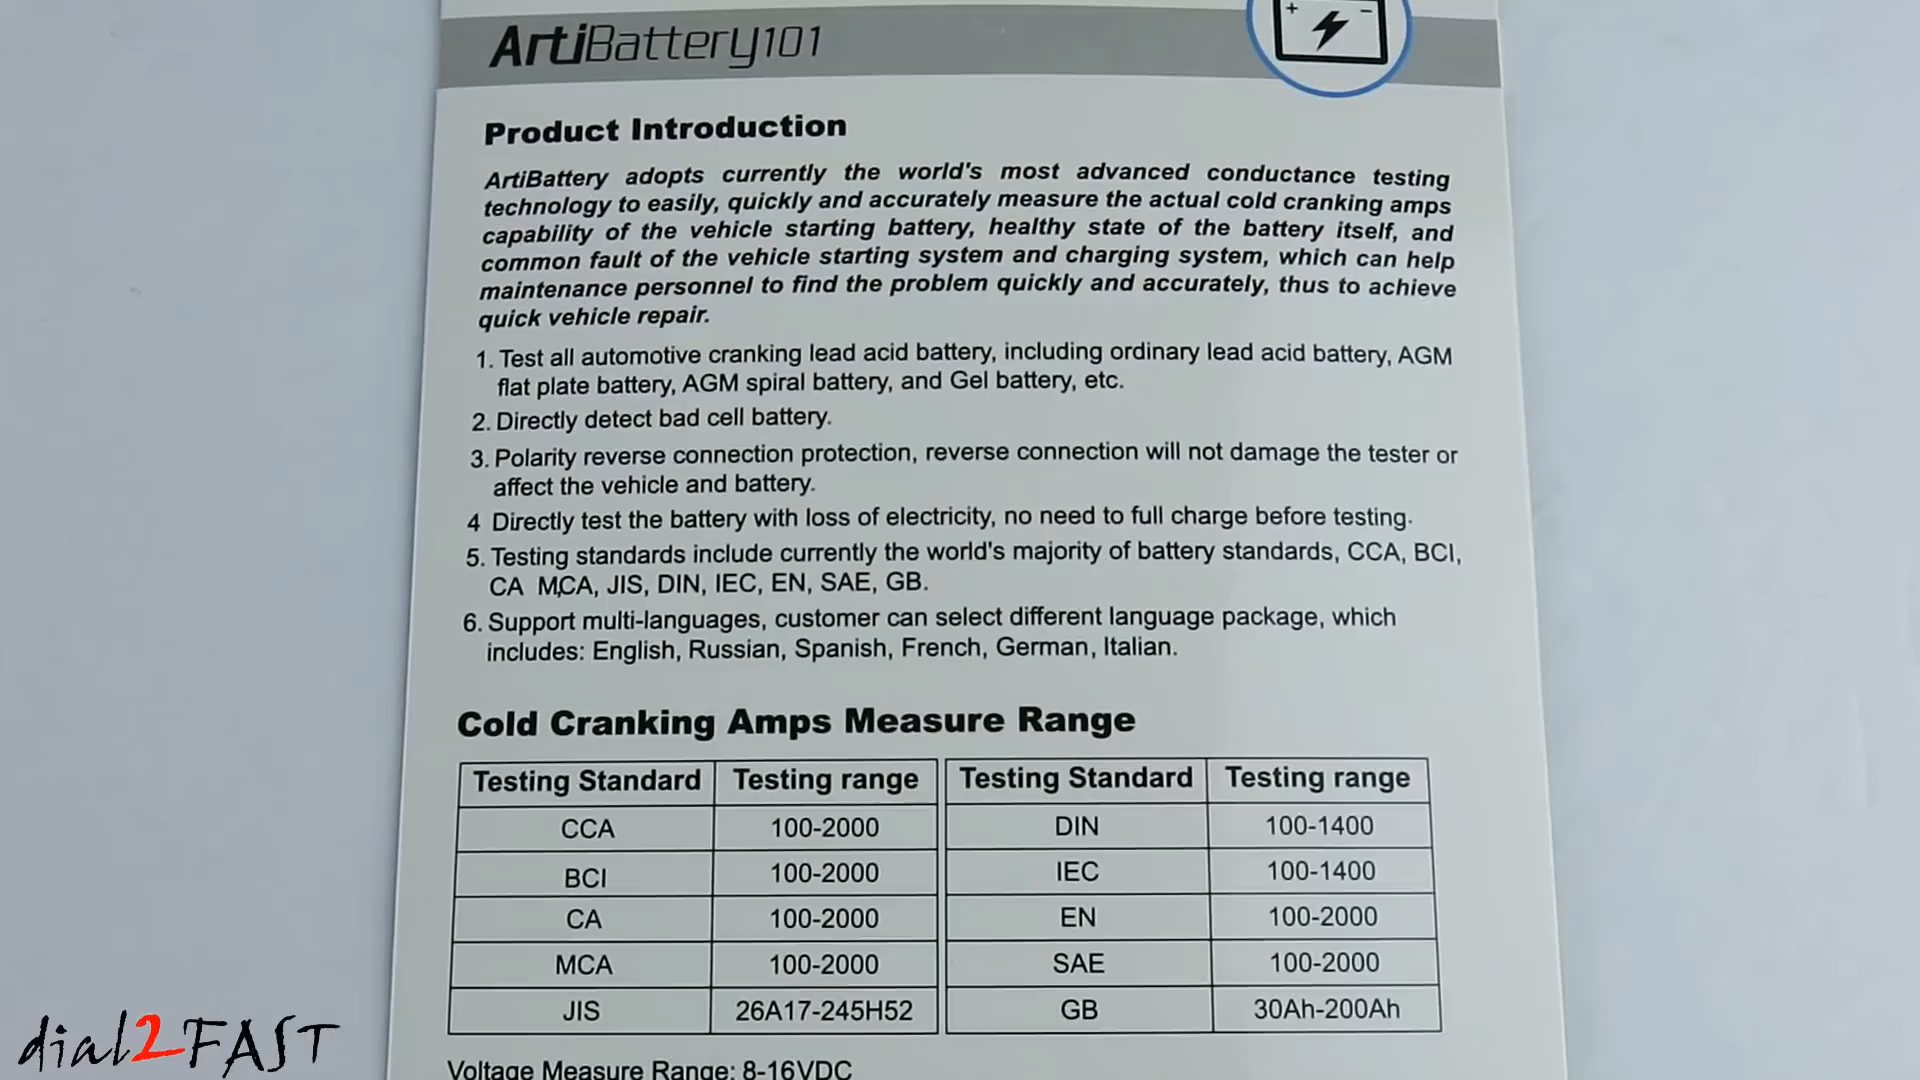 ArtiBattery101
+ −
Product Introduction
ArtiBattery adopts currently the world's most advanced conductance testing
technology to easily, quickly and accurately measure the actual cold cranking amps
capability of the vehicle starting battery, healthy state of the battery itself, and
common fault of the vehicle starting system and charging system, which can help
maintenance personnel to find the problem quickly and accurately, thus to achieve
quick vehicle repair.
1. Test all automotive cranking lead acid battery, including ordinary lead acid battery, AGM
flat plate battery, AGM spiral battery, and Gel battery, etc.
2. Directly detect bad cell battery.
3. Polarity reverse connection protection, reverse connection will not damage the tester or
affect the vehicle and battery.
4 Directly test the battery with loss of electricity, no need to full charge before testing.
5. Testing standards include currently the world's majority of battery standards, CCA, BCI,
CA M,CA, JIS, DIN, IEC, EN, SAE, GB.
6. Support multi-languages, customer can select different language package, which
includes: English, Russian, Spanish, French, German, Italian.
Cold Cranking Amps Measure Range
Testing Standard Testing range Testing Standard Testing range
CCA 100-2000 DIN 100-1400
BCI 100-2000 IEC 100-1400
CA 100-2000 EN 100-2000
MCA 100-2000 SAE 100-2000
JIS 26A17-245H52 GB 30Ah-200Ah
Voltage Measure Range: 8-16VDC
dial2FAST